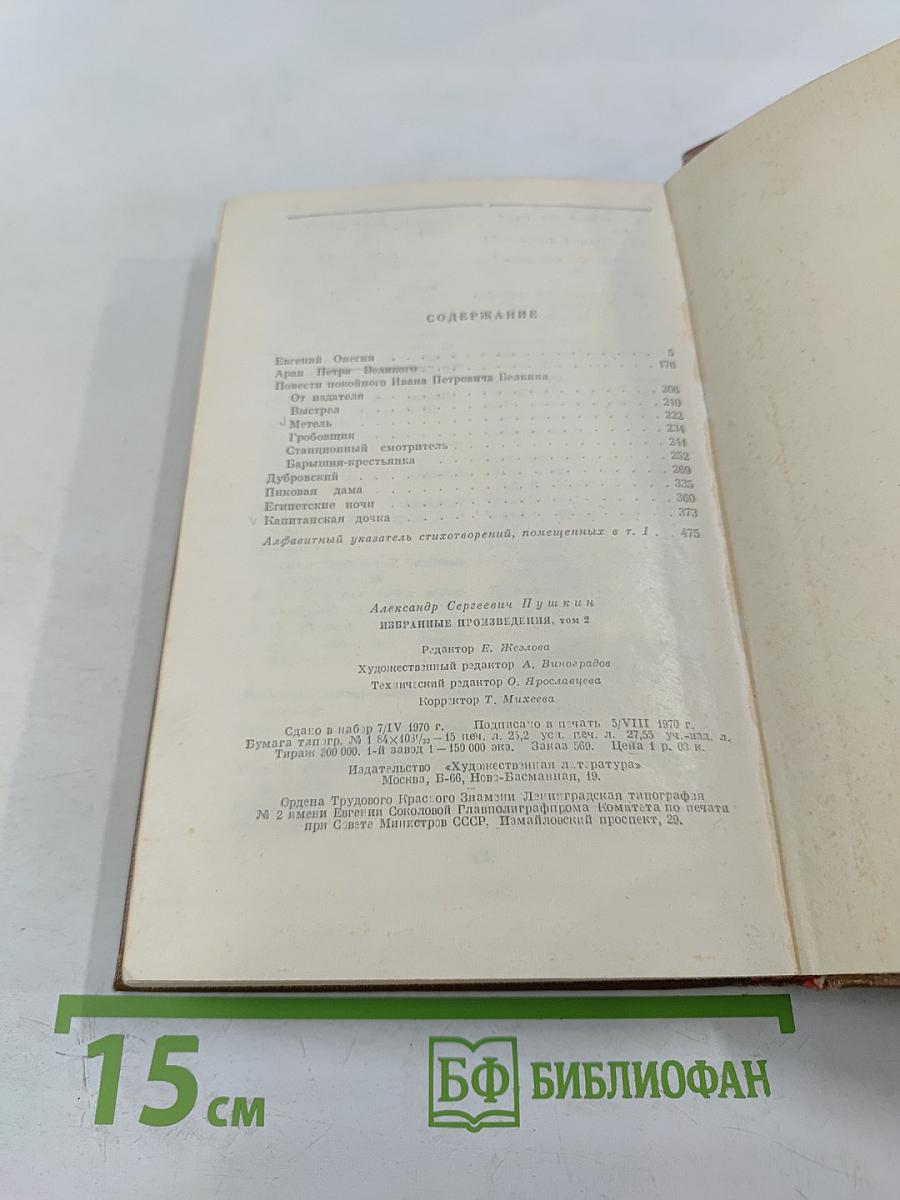 СОДЕРЖАНИЕ
Евгений Онегин . . . . . . . . . . . . . . . . . . . 5
Арап Петра Великого . . . . . . . . . . . . . . . . 176
Повести покойного Ивана Петровича Белкина
От издателя . . . . . . . . . . . . . . . . . . . 206
Выстрел . . . . . . . . . . . . . . . . . . . 210
Метель . . . . . . . . . . . . . . . . . . . 222
Гробовщик . . . . . . . . . . . . . . . . . . . 234
Станционный смотритель . . . . . . . . . . . . . . 241
Барышня-крестьянка . . . . . . . . . . . . . . . . 252
Дубровский . . . . . . . . . . . . . . . . . . . 269
Пиковая дама . . . . . . . . . . . . . . . . . . . 335
Египетские ночи . . . . . . . . . . . . . . . . . . . 360
Капитанская дочка . . . . . . . . . . . . . . . . . . . 373
Алфавитный указатель стихотворений, помещенных в т. 1 . . 475
Александр Сергеевич Пушкин
ИЗБРАННЫЕ ПРОИЗВЕДЕНИЯ, том 2
Редактор Е. Жезлова
Художественный редактор А. Виноградов
Технический редактор О. Ярославцева
Корректор Т. Михеева
Сдано в набор 7/IV 1970 г. Подписано в печать 5/VIII 1970 г.
Бумага типогр. № 1 84×103¹/₃₂—15 печ. л. 25,2 усл. печ. л. 27,55 уч.-изд. л.
Тираж 300 000. 1-й завод 1—150 000 экз. Заказ 569. Цена 1 р. 03 к.
Издательство «Художественная литература»
Москва, Б-66, Ново-Басманная, 19.
Ордена Трудового Красного Знамени Ленинградская типография
№ 2 имени Евгении Соколовой Главполиграфпрома Комитета по печати
при Совете Министров СССР. Измайловский проспект, 29.
15 см
БФ БИБЛИОФАН